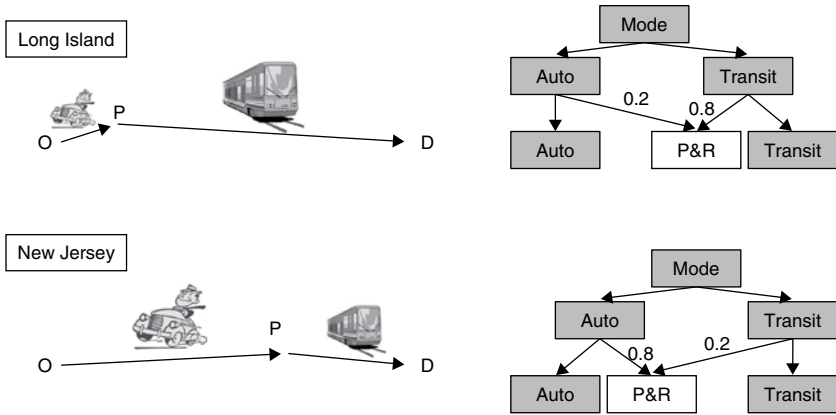 Long Island
O
P
D
Mode
Auto
Transit
0.2
0.8
Auto
P&R
Transit
New Jersey
O
P
D
Mode
Auto
Transit
0.8
0.2
Auto
P&R
Transit